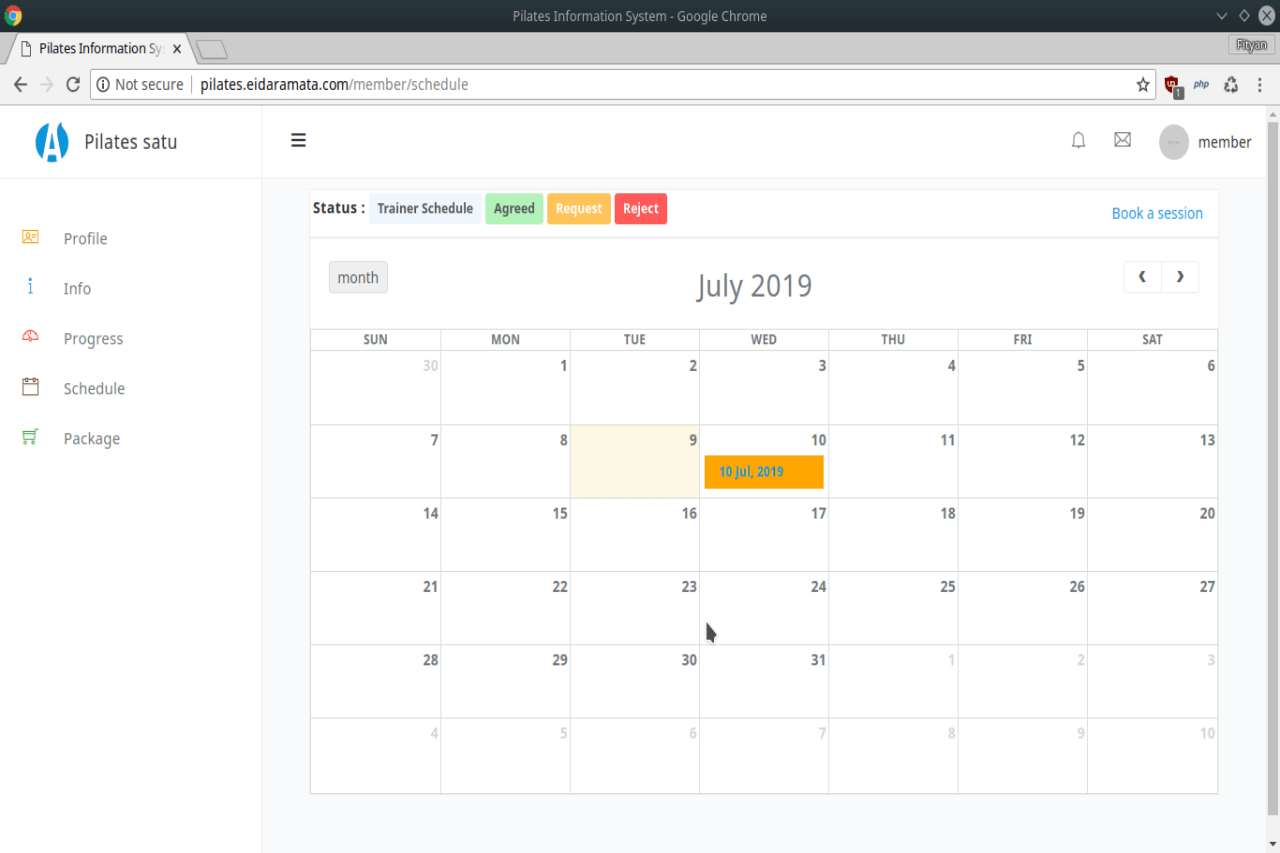 Pilates Information System - Google Chrome
Pilates Information Sy
Fityan
Not secure pilates.eidaramata.com/member/schedule
1 php
Pilates satu
member
Status : Trainer Schedule Agreed Request Reject
Book a session
Profile
Info
Progress
Schedule
Package
month
July 2019
SUN MON TUE WED THU FRI SAT
30 1 2 3 4 5 6
7 8 9 10 11 12 13
10 Jul, 2019
14 15 16 17 18 19 20
21 22 23 24 25 26 27
28 29 30 31 1 2 3
4 5 6 7 8 9 10